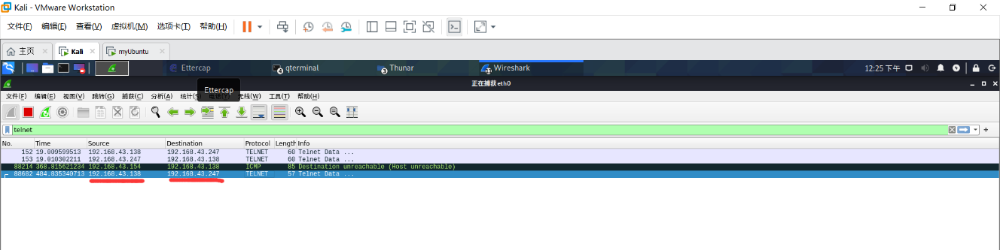 Kali - VMware Workstation
文件(F) 编辑(E) 查看(V) 虚拟机(M) 选项卡(T) 帮助(H)
主页 Kali myUbuntu
Ettercap qterminal Thunar Wireshark 12:25 下午
4 3 11
正在捕获 eth0
文件(F) 编辑(E) 视图(V) 跳转(G) 捕获(C) 分析(A) 统计(S) 电话(Y) 无线(W) 工具(T) 帮助(H)
Ettercap
telnet
No. Time Source Destination Protocol Length Info
152 19.009599513 192.168.43.138 192.168.43.247 TELNET 60 Telnet Data ...
153 19.010302211 192.168.43.247 192.168.43.138 TELNET 60 Telnet Data ...
88214 368.815621234 192.168.43.154 192.168.43.138 ICMP 85 Destination unreachable (Host unreachable)
88682 484.835340713 192.168.43.138 192.168.43.247 TELNET 57 Telnet Data ...